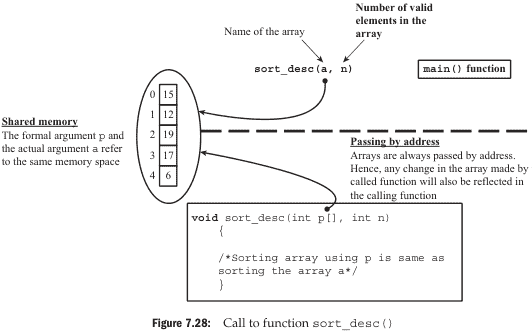 Name of the array
Number of valid
elements in the
array
sort_desc(a, n)
main() function
0 15
1 12
2 19
3 17
4 6
Shared memory
The formal argument p and
the actual argument a refer
to the same memory space
Passing by address
Arrays are always passed by address.
Hence, any change in the array made by
called function will also be reflected in
the calling function
void sort_desc(int p[], int n)
{
/*Sorting array using p is same as
sorting the array a*/
}
Figure 7.28: Call to function sort_desc()